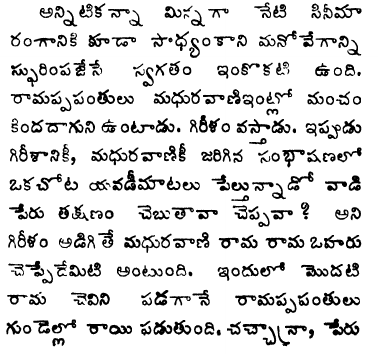 అన్నిటికన్నా మిన్నగా నేటి సినీమా
రంగానికి కూడా సాధ్యంకాని మనోవేగాన్ని
స్ఫురింపజేసే స్వగతం ఇంకొకటి ఉంది.
రామప్పపంతులు మధురవాణిఇంట్లో మంచం
కిందదాగుని ఉంటాడు. గిరీశం వస్తాడు. ఇప్పుడు
గిరీశానికీ, మధురవాణికీ జరిగిన సంభాషణలో
ఒకచోట యవడీమాటలు పేల్తున్నాడో వాడి
పేరు తక్షణం చెబుతావా చెప్పవా? అని
గిరీశం అడిగితే మధురవాణి రామ రామ ఒహరు
చెప్పేదేమిటి అంటుంది. ఇందులో మొదటి
రామ చెవిని పడగానే రామప్పపంతులు
గుండెల్లో రాయి పడుతుంది. చచ్చానా, పేరు